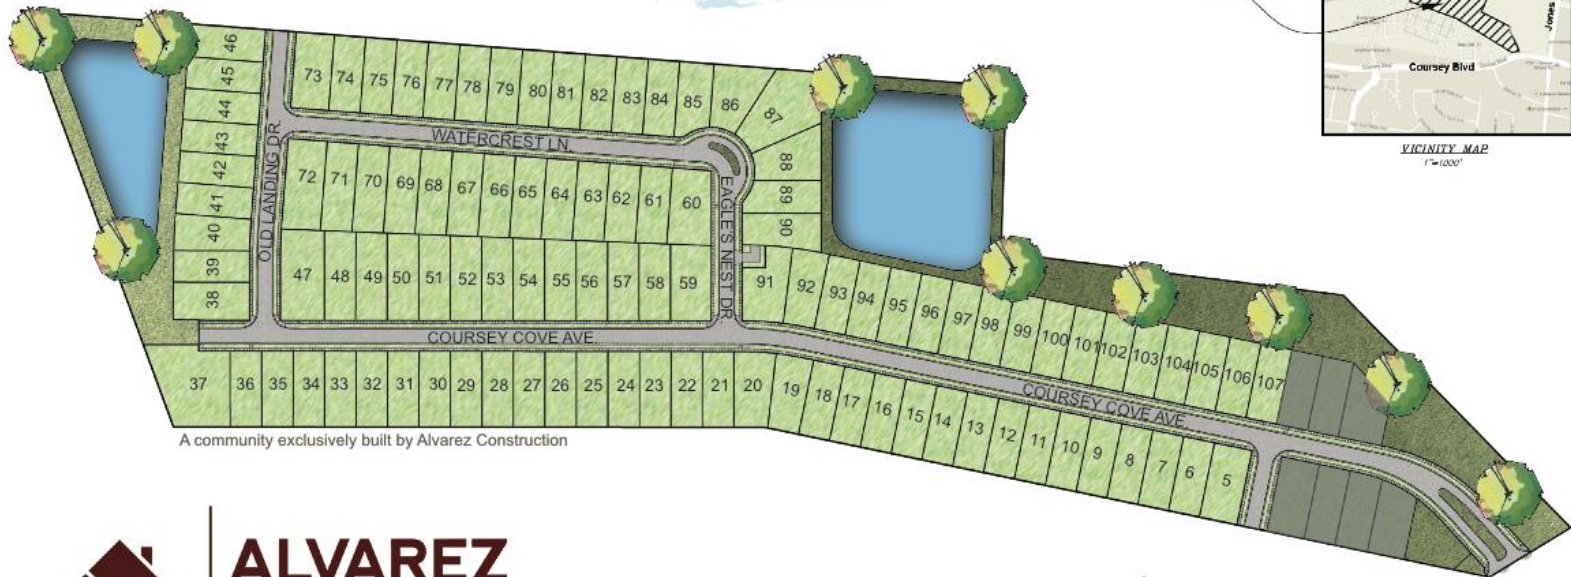 Jones
Coursey Blvd
VICINITY MAP
1"=1000'
46
45
44
43
42
41
40
39
38
OLD LANDING DR.
73 74 75 76 77 78 79 80 81 82 83 84 85 86 87
88
89
90
WATERCREST LN.
72 71 70 69 68 67 66 65 64 63 62 61 60
EAGLE'S NEST DR
47 48 49 50 51 52 53 54 55 56 57 58 59
91 92 93 94 95 96 97 98 99 100 101 102 103 104 105 106 107
COURSEY COVE AVE.
COURSEY COVE AVE.
37 36 35 34 33 32 31 30 29 28 27 26 25 24 23 22 21 20 19 18 17 16 15 14 13 12 11 10 9 8 7 6 5
A community exclusively built by Alvarez Construction
ALVAREZ